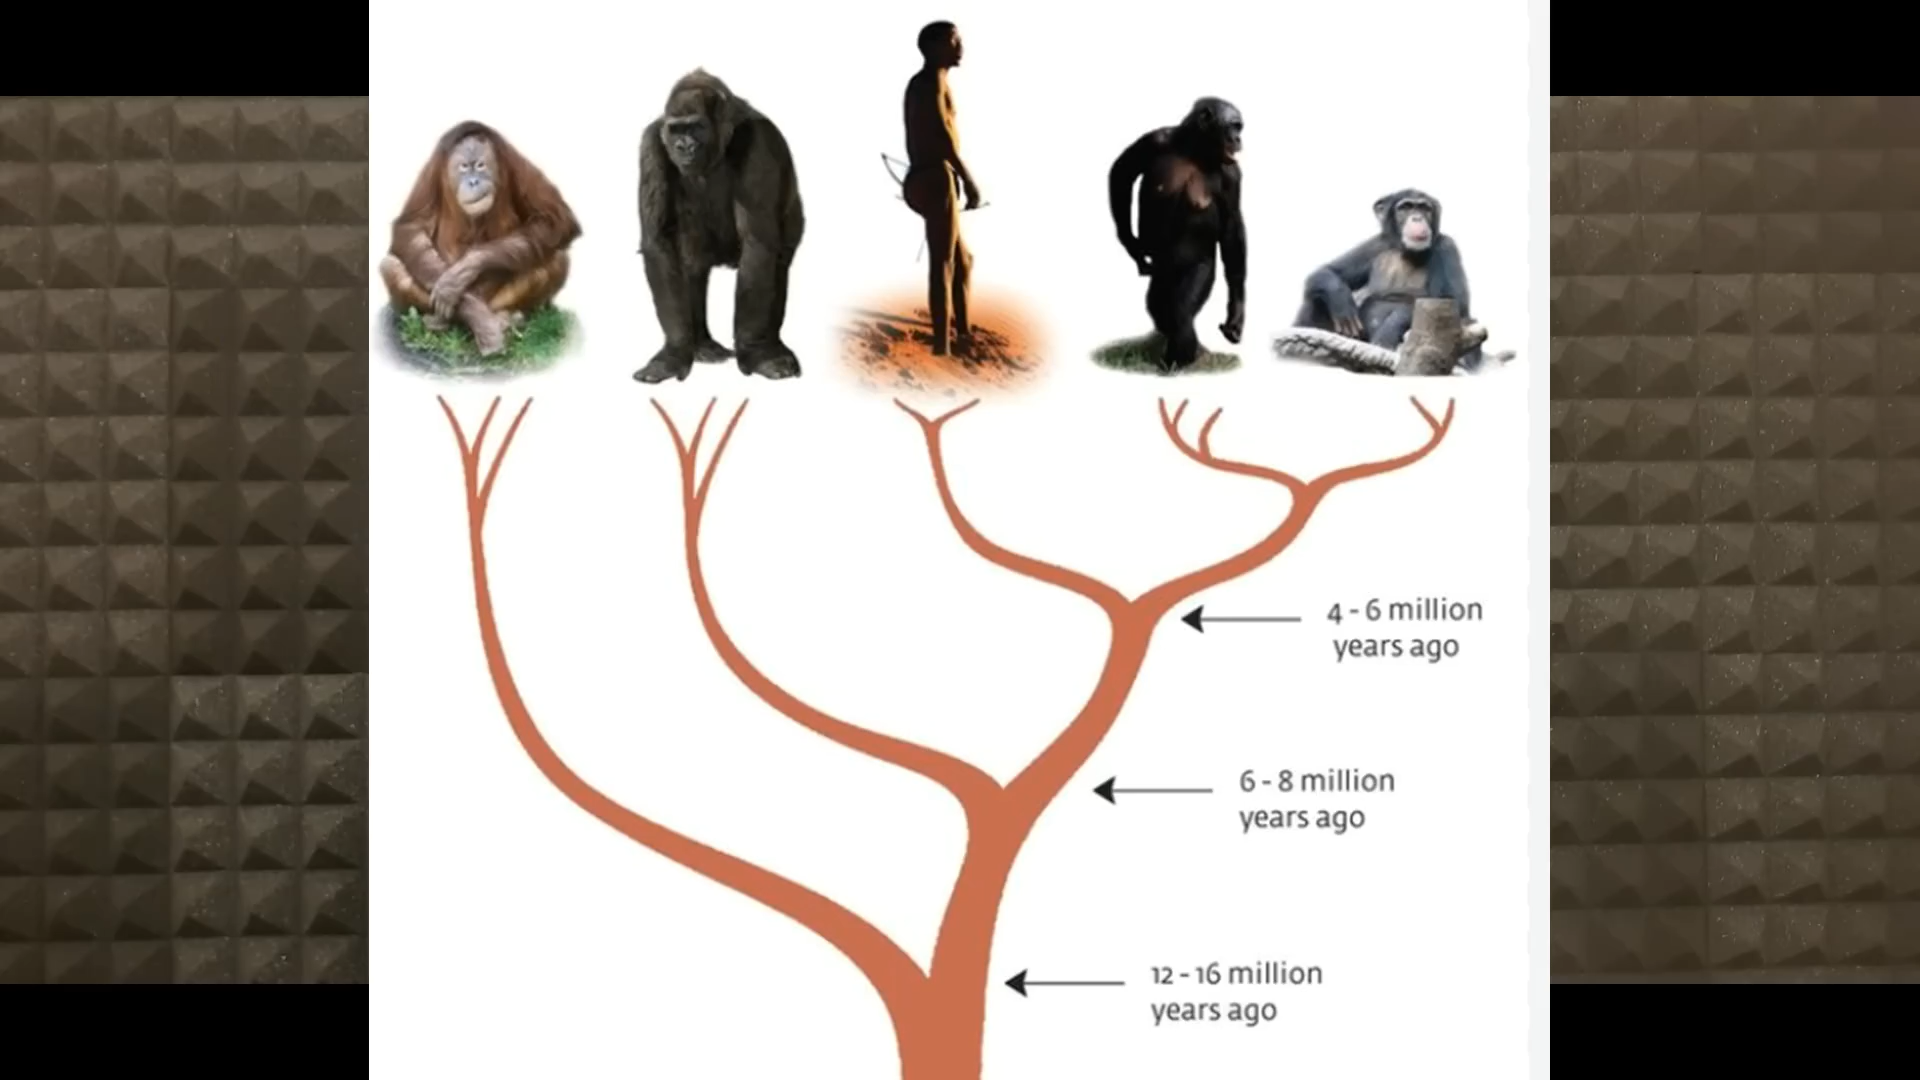 4 - 6 million
years ago
6 - 8 million
years ago
12 - 16 million
years ago